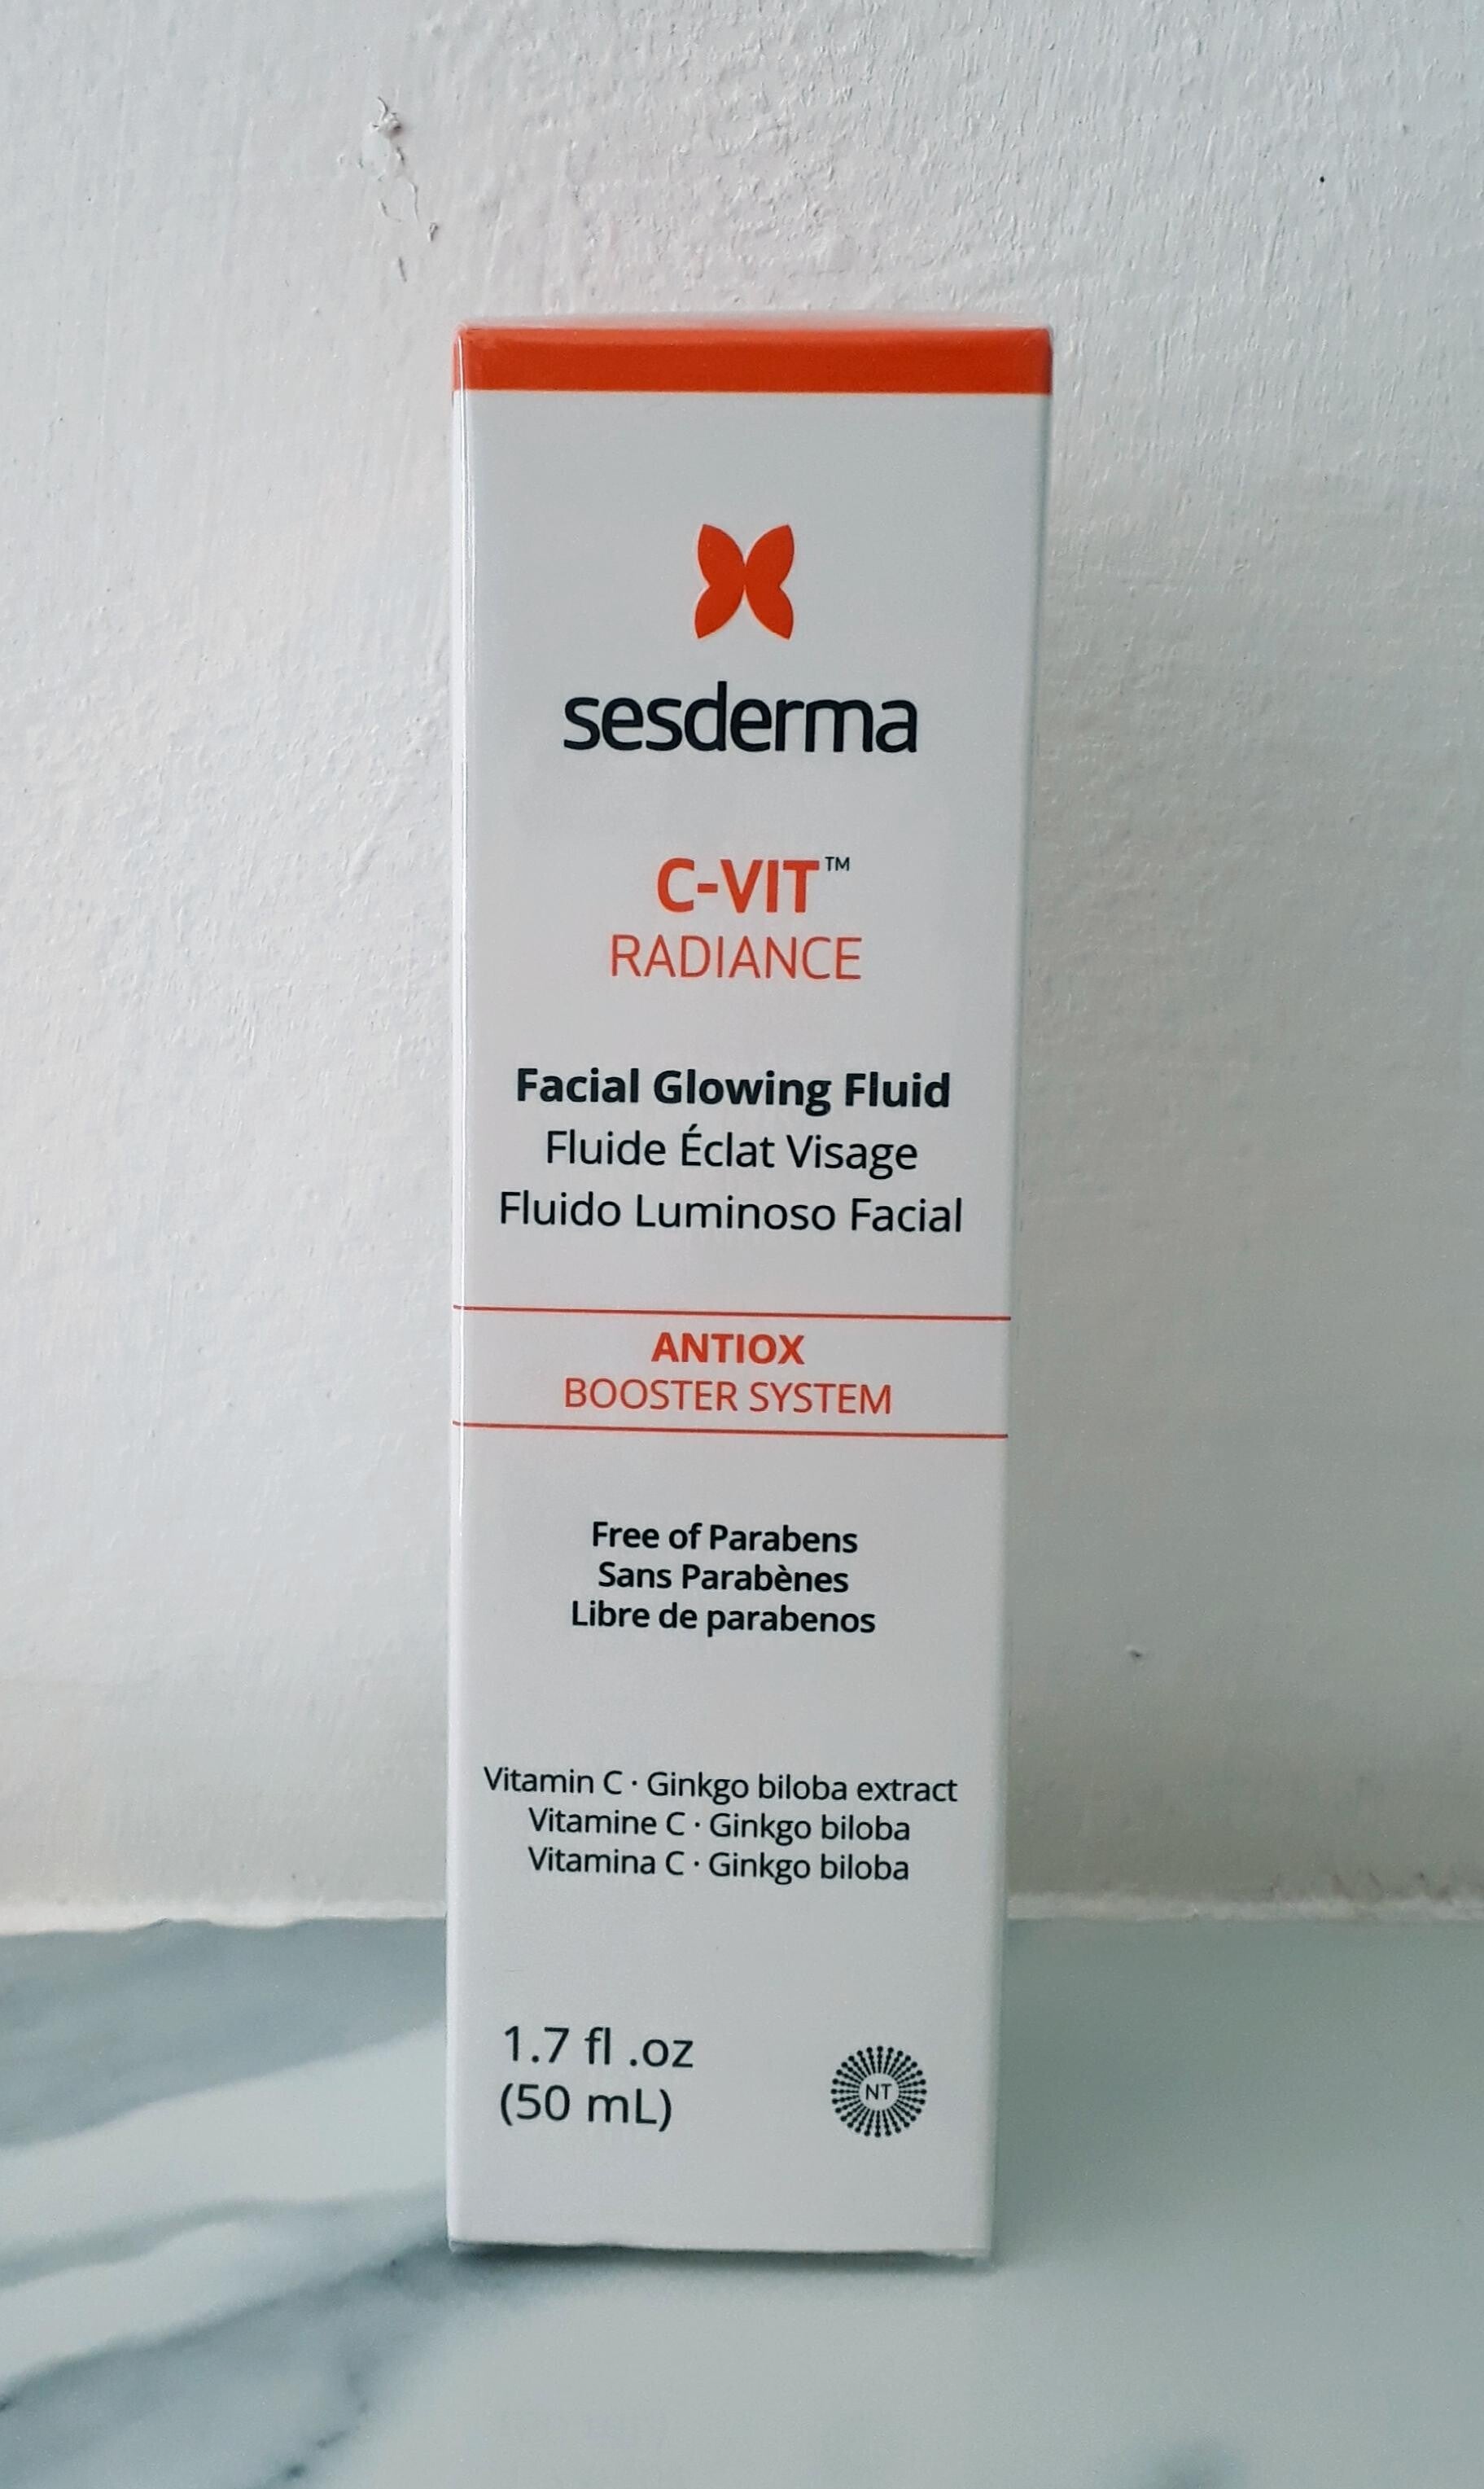 sesderma
C-VIT™
RADIANCE
Facial Glowing Fluid
Fluide Éclat Visage
Fluido Luminoso Facial
ANTIOX
BOOSTER SYSTEM
Free of Parabens
Sans Parabènes
Libre de parabenos
Vitamin C · Ginkgo biloba extract
Vitamine C · Ginkgo biloba
Vitamina C · Ginkgo biloba
1.7 fl .oz
(50 mL)
NT